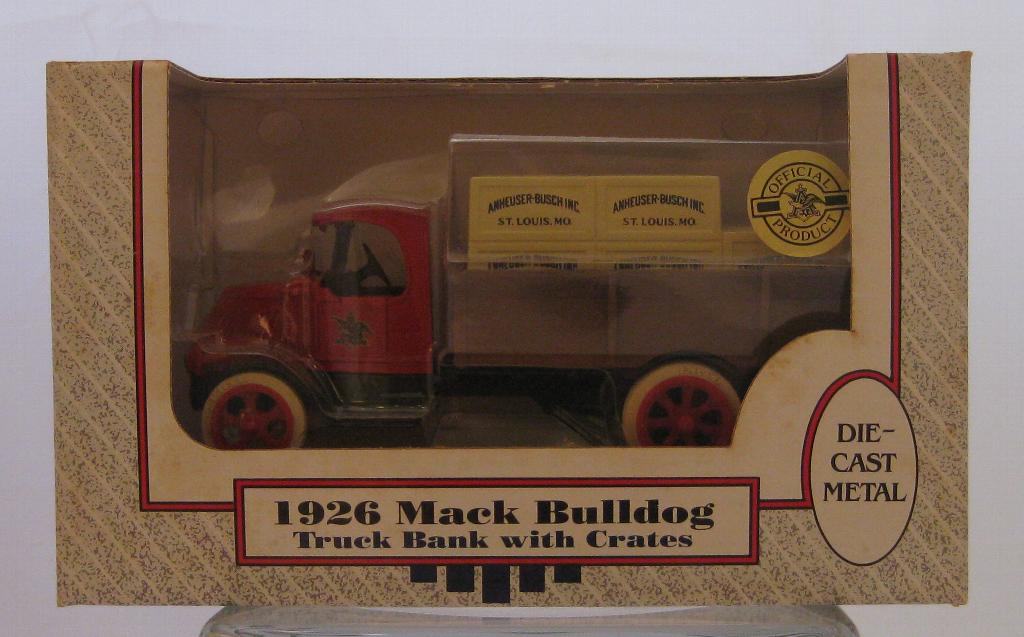 ANHEUSER-BUSCH INC.
ST. LOUIS, MO.
ANHEUSER-BUSCH INC.
ST. LOUIS, MO.
OFFICIAL
PRODUCT
DIE-
CAST
METAL
1926 Mack Bulldog
Truck Bank with Crates